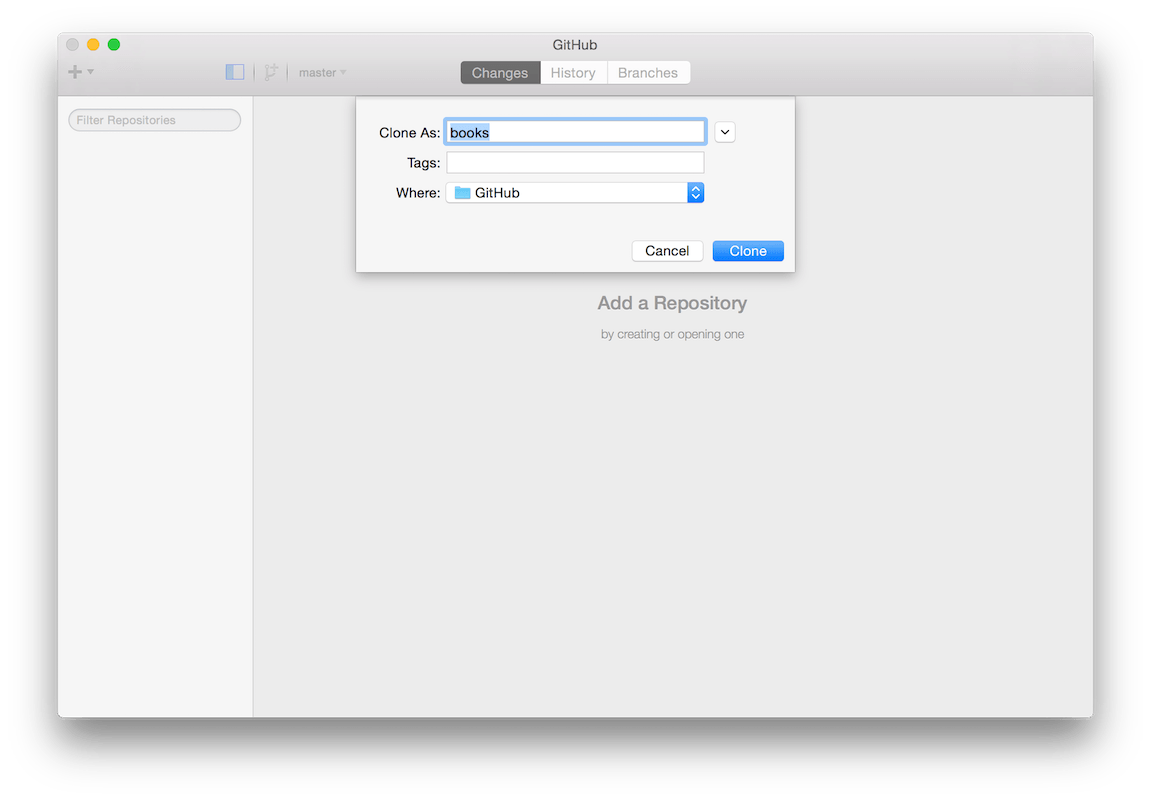 GitHub
master
Changes
History
Branches
Filter Repositories
Clone As: books
Tags:
Where: GitHub
Cancel
Clone
Add a Repository
by creating or opening one